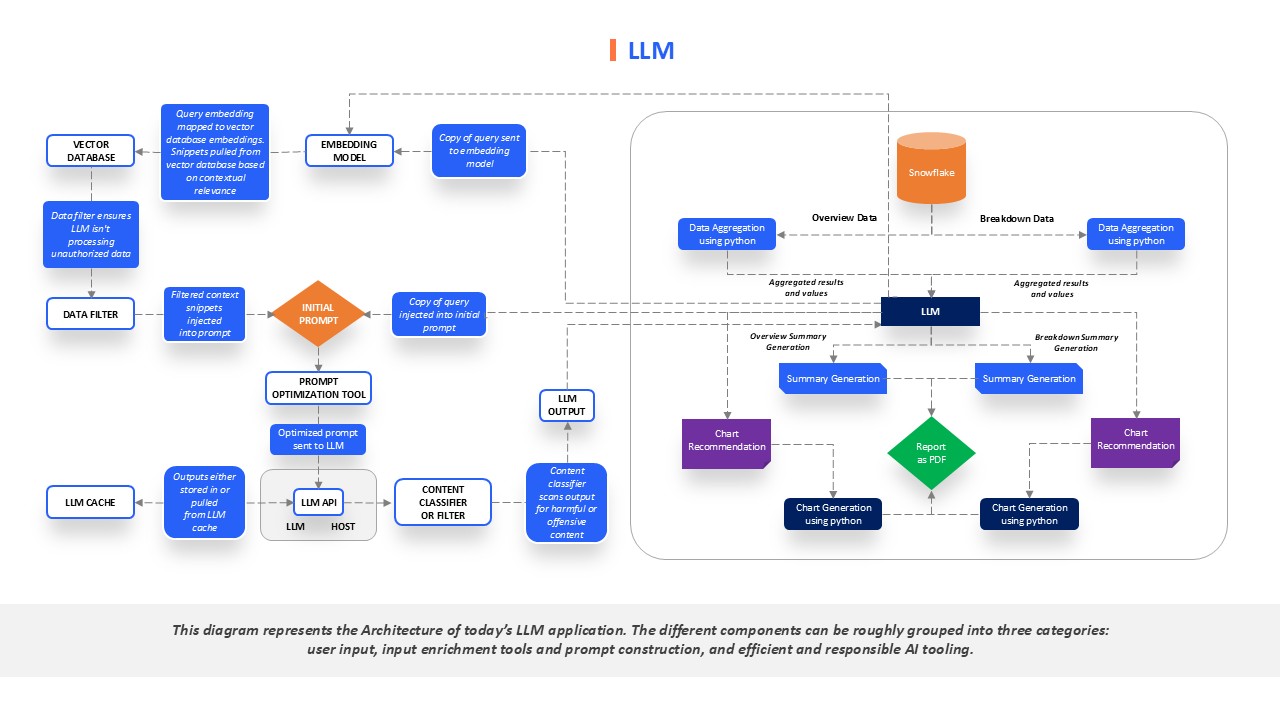 LLM
Query embedding
mapped to vector
database embeddings.
Snippets pulled from
vector database based
on contextual
relevance
VECTOR
DATABASE
EMBEDDING
MODEL
Copy of query sent
to embedding
model
Data filter ensures
LLM isn't
processing
unauthorized data
DATA FILTER
Filtered context
snippets
injected
into prompt
INITIAL
PROMPT
Copy of query
injected into initial
prompt
PROMPT
OPTIMIZATION TOOL
Optimized prompt
sent to LLM
LLM CACHE
Outputs either
stored in or
pulled
from LLM
cache
LLM API
LLM HOST
CONTENT
CLASSIFIER
OR FILTER
Content
classifier
scans output
for harmful or
offensive
content
LLM
OUTPUT
Snowflake
Overview Data
Breakdown Data
Data Aggregation
using python
Data Aggregation
using python
Aggregated results
and values
Aggregated results
and values
LLM
Overview Summary
Generation
Breakdown Summary
Generation
Summary Generation
Summary Generation
Chart
Recommendation
Report
as PDF
Chart
Recommendation
Chart Generation
using python
Chart Generation
using python
This diagram represents the Architecture of today's LLM application. The different components can be roughly grouped into three categories:
user input, input enrichment tools and prompt construction, and efficient and responsible AI tooling.